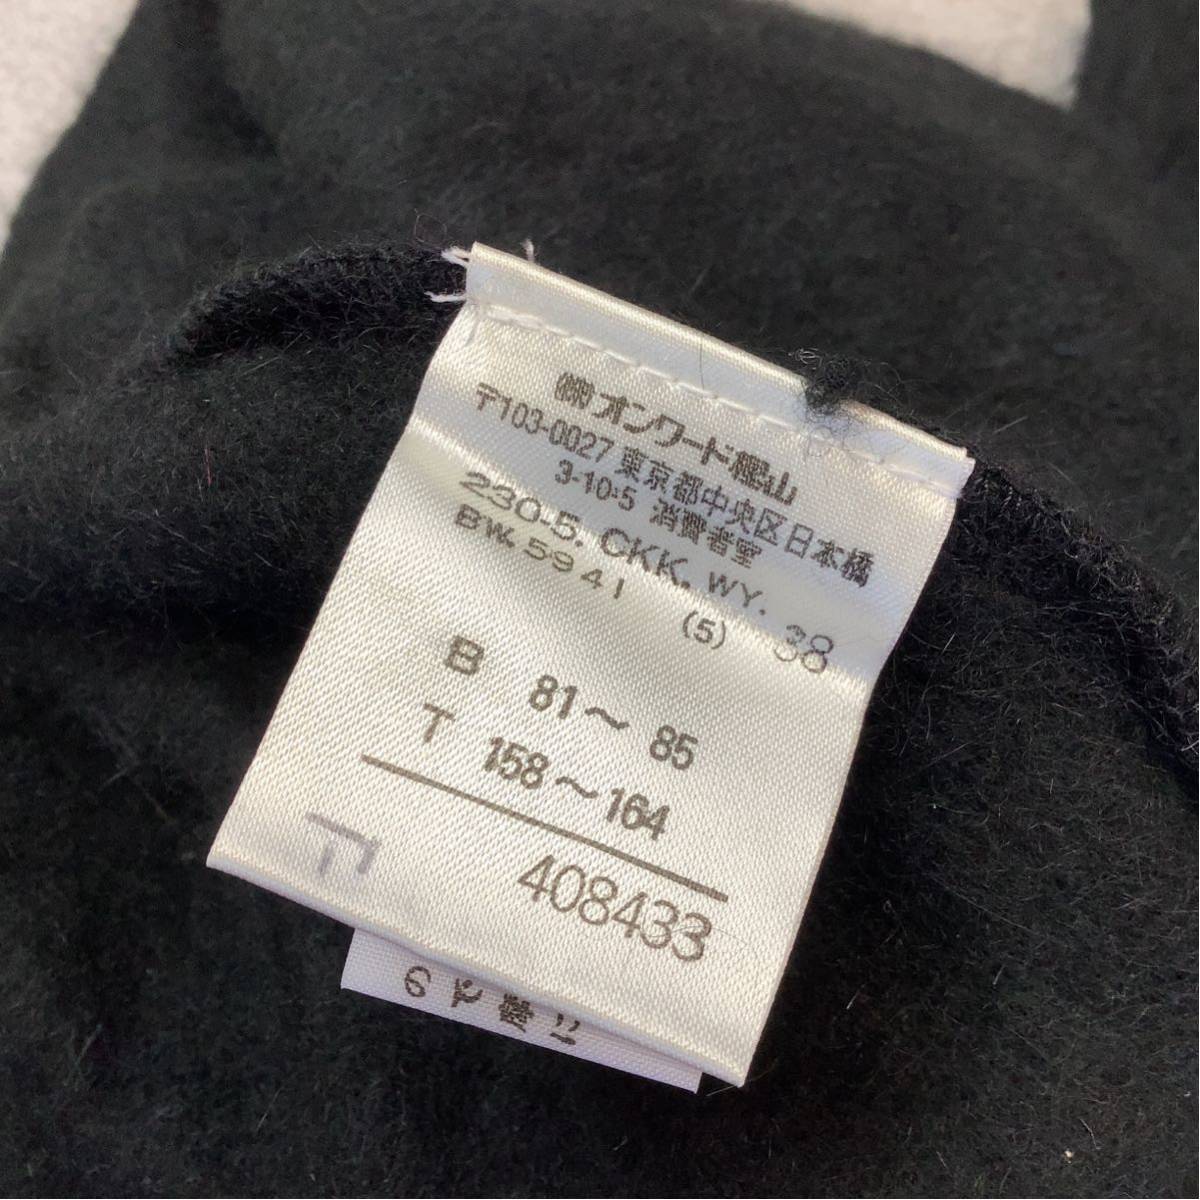 ㈱オンワード樫山
〒103-0027 東京都中央区日本橋
3-10-5 消費者室
230-5. CKK. WY. 38
BW. 5941 (5)
B 81〜85
T 158〜164
408433